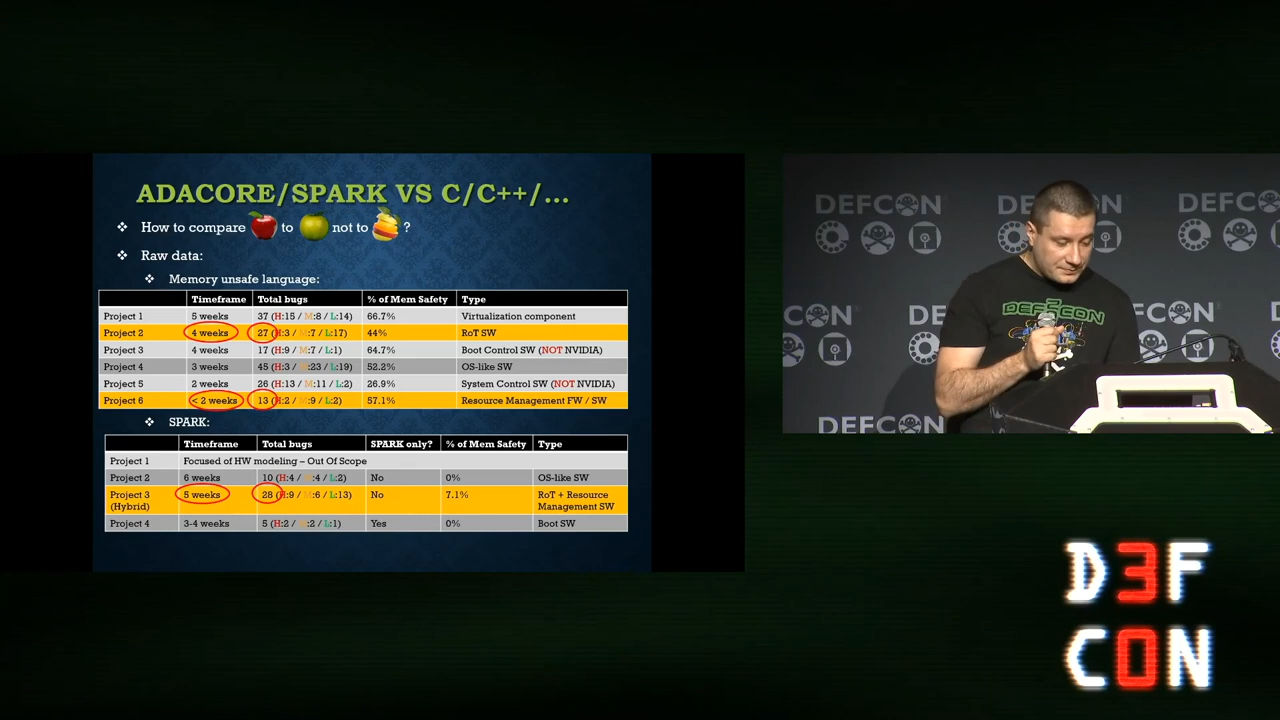 ADACORE/SPARK VS C/C++/...
How to compare to not to ?
Raw data:
Memory unsafe language:
Timeframe Total bugs % of Mem Safety Type
Project 1 5 weeks 37 (H:15 / M:8 / L:14) 66.7% Virtualization component
Project 2 4 weeks 27 (H:3 / M:7 / L:17) 44% RoT SW
Project 3 4 weeks 17 (H:9 / M:7 / L:1) 64.7% Boot Control SW (NOT NVIDIA)
Project 4 3 weeks 45 (H:3 / M:23 / L:19) 52.2% OS-like SW
Project 5 2 weeks 26 (H:13 / M:11 / L:2) 26.9% System Control SW (NOT NVIDIA)
Project 6 < 2 weeks 13 (H:2 / M:9 / L:2) 57.1% Resource Management FW / SW
SPARK:
Timeframe Total bugs SPARK only? % of Mem Safety Type
Project 1 Focused of HW modeling – Out Of Scope
Project 2 6 weeks 10 (H:4 / M:4 / L:2) No 0% OS-like SW
Project 3 (Hybrid) 5 weeks 28 (H:9 / M:6 / L:13) No 7.1% RoT + Resource Management SW
Project 4 3-4 weeks 5 (H:2 / M:2 / L:1) Yes 0% Boot SW
DEFCON DEFCON DEFC
DEFCON
DEFCON
DEFCON
D3F
C0N